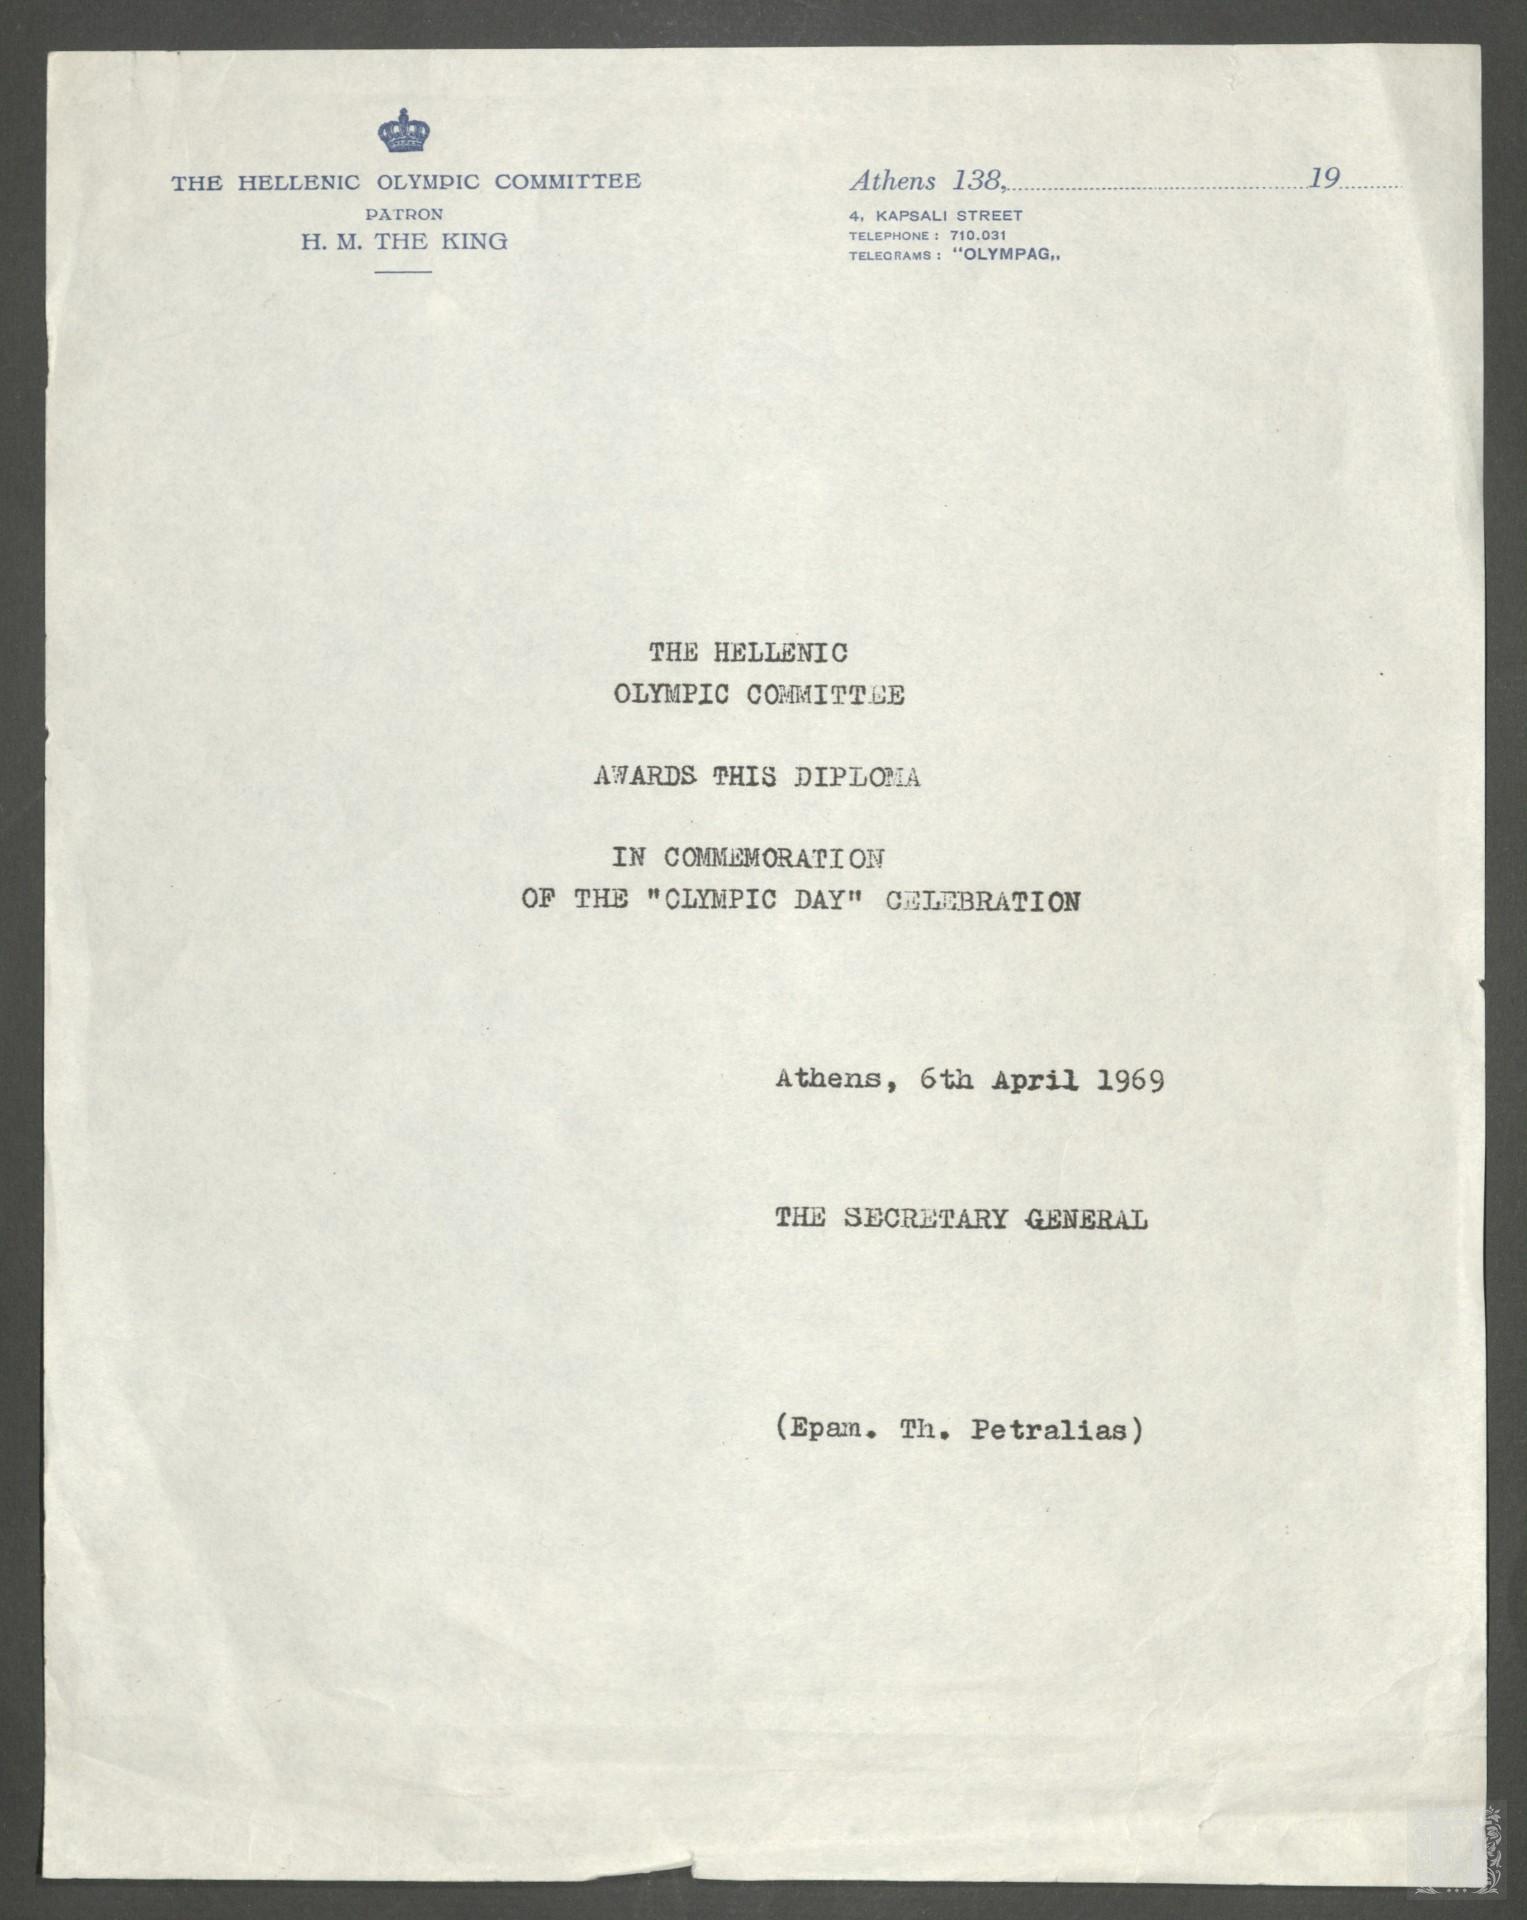 THE HELLENIC OLYMPIC COMMITTEE
PATRON
H. M. THE KING
Athens 138,..........19......
4, KAPSALI STREET
TELEPHONE : 710.031
TELEGRAMS : "OLYMPAG„
THE HELLENIC
OLYMPIC COMMITTEE
AWARDS THIS DIPLOMA
IN COMMEMORATION
OF THE "OLYMPIC DAY" CELEBRATION
Athens, 6th April 1969
THE SECRETARY GENERAL
(Epam. Th. Petralias)